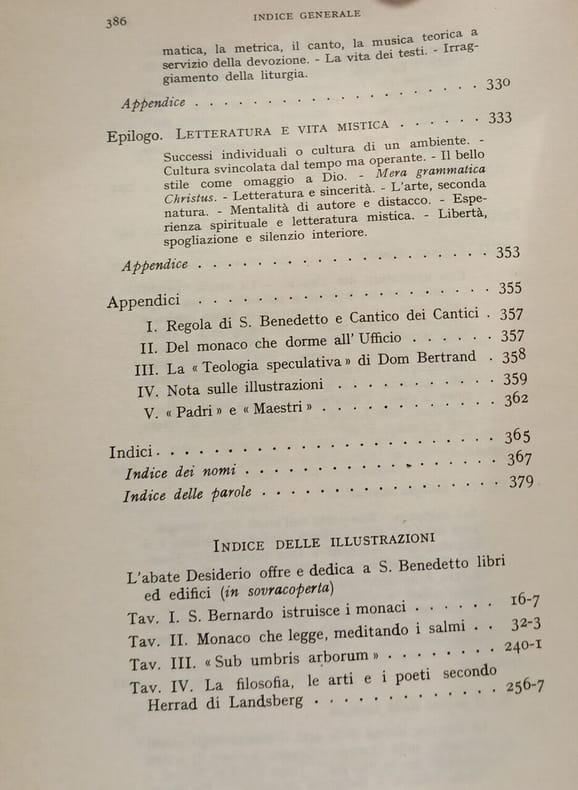 386
INDICE GENERALE
matica, la metrica, il canto, la musica teorica a
servizio della devozione. - La vita dei testi. - Irrag-
giamento della liturgia.
Appendice . . . . . . . . . . . . . . . . . . 330
Epilogo. LETTERATURA E VITA MISTICA . . . . . . 333
Successi individuali o cultura di un ambiente. -
Cultura svincolata dal tempo ma operante. - Il bello
stile come omaggio a Dio. - Mera grammatica
Christus. - Letteratura e sincerità. - L'arte, seconda
natura. - Mentalità di autore e distacco. - Espe-
rienza spirituale e letteratura mistica. - Libertà,
spogliazione e silenzio interiore.
Appendice . . . . . . . . . . . . . . . . . . 353
Appendici . . . . . . . . . . . . . . . . . . 355
I. Regola di S. Benedetto e Cantico dei Cantici . 357
II. Del monaco che dorme all'Ufficio . . . . . . 357
III. La « Teologia speculativa » di Dom Bertrand . 358
IV. Nota sulle illustrazioni . . . . . . . . . . 359
V. « Padri » e « Maestri » . . . . . . . . . . . 362
Indici . . . . . . . . . . . . . . . . . . . . 365
Indice dei nomi . . . . . . . . . . . . . . . 367
Indice delle parole . . . . . . . . . . . . . . 379
INDICE DELLE ILLUSTRAZIONI
L'abate Desiderio offre e dedica a S. Benedetto libri
ed edifici (in sovracoperta)
Tav. I. S. Bernardo istruisce i monaci . . . . . . 16-7
Tav. II. Monaco che legge, meditando i salmi . . 32-3
Tav. III. « Sub umbris arborum » . . . . . . . . 240-1
Tav. IV. La filosofia, le arti e i poeti secondo
Herrad di Landsberg . . . . . . . . . . . . . 256-7